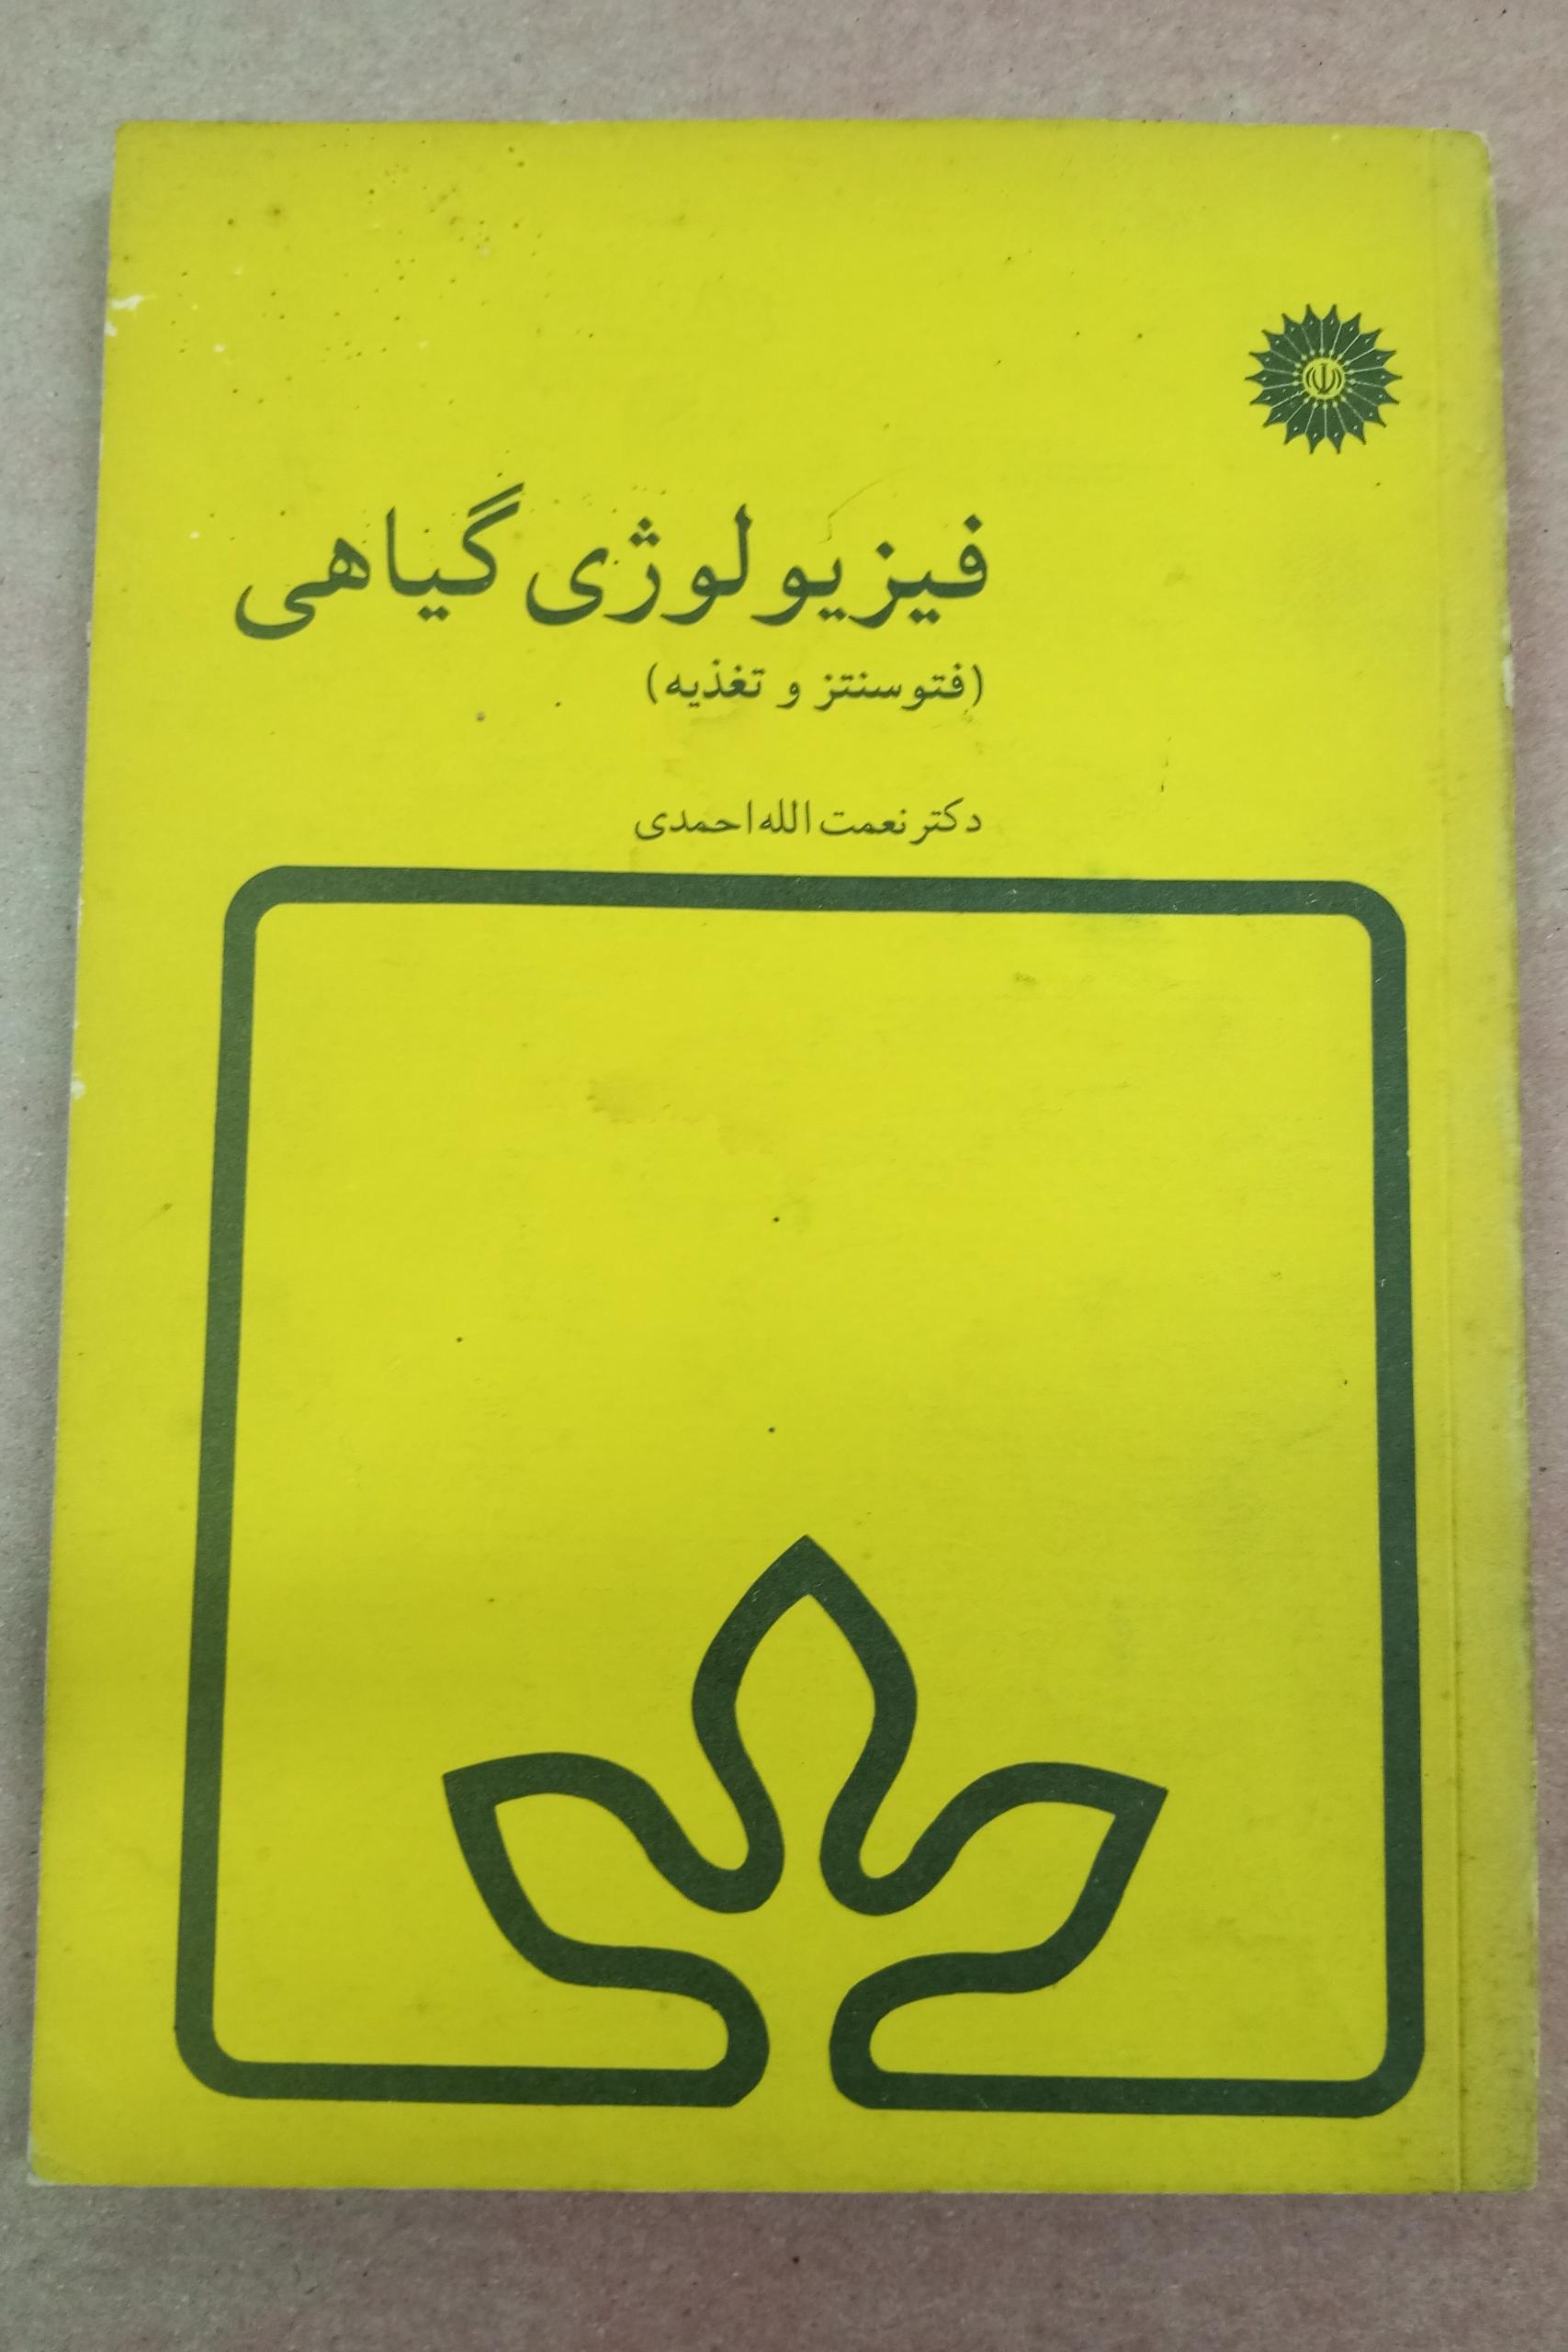 فیزیولوژی گیاهی
(فتوسنتز و تغذیه)
دکتر نعمت الله احمدی